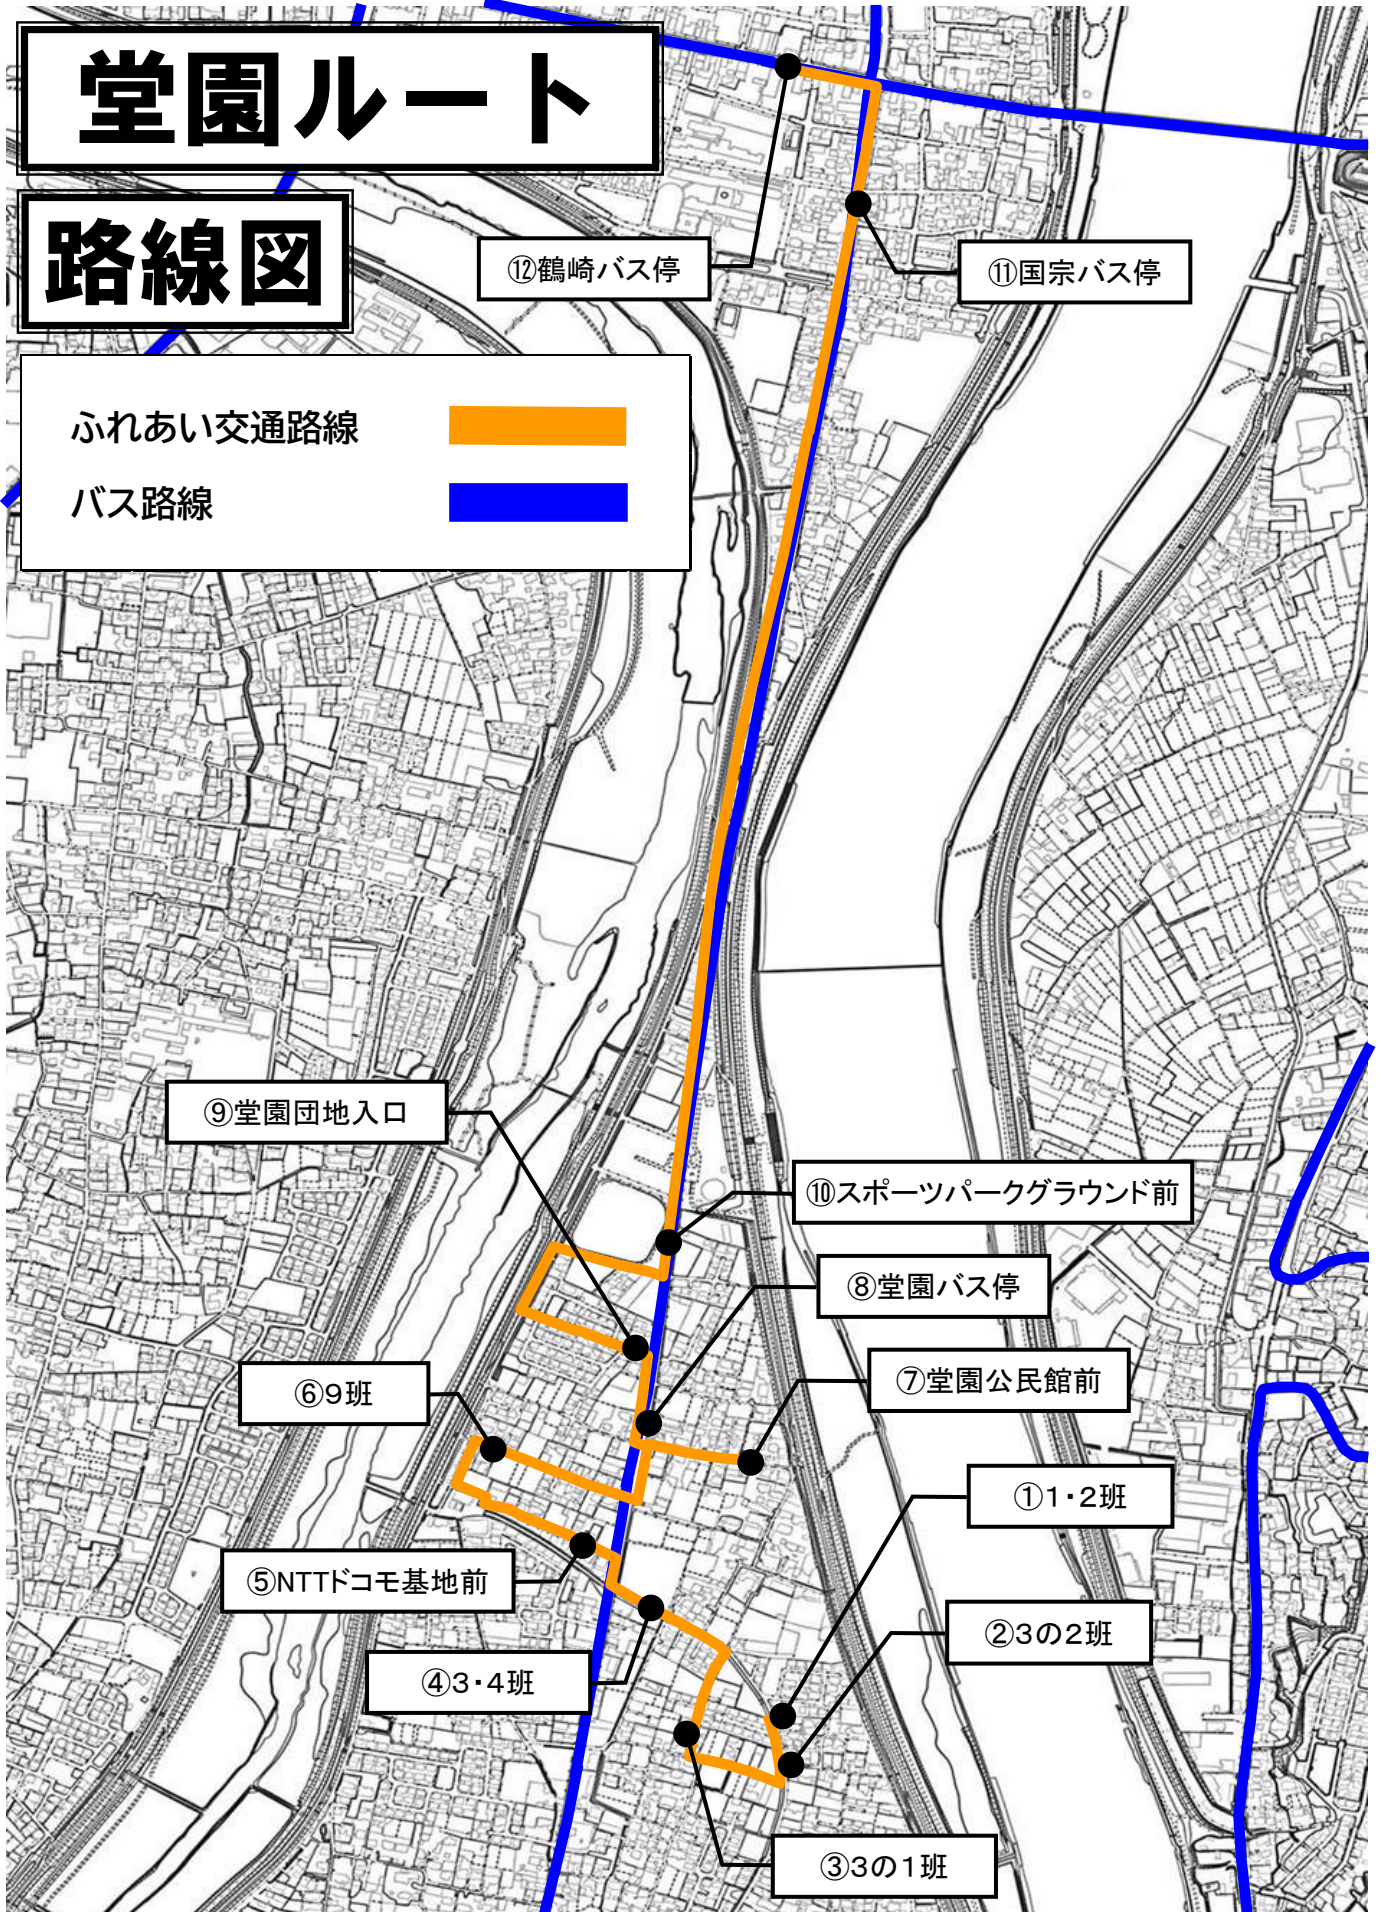 堂園ルート
路線図
ふれあい交通路線
バス路線
⑫鶴崎バス停
⑪国宗バス停
⑨堂園団地入口
⑩スポーツパークグラウンド前
⑧堂園バス停
⑦堂園公民館前
⑥9班
①1・2班
⑤NTTドコモ基地前
②3の2班
④3・4班
③3の1班